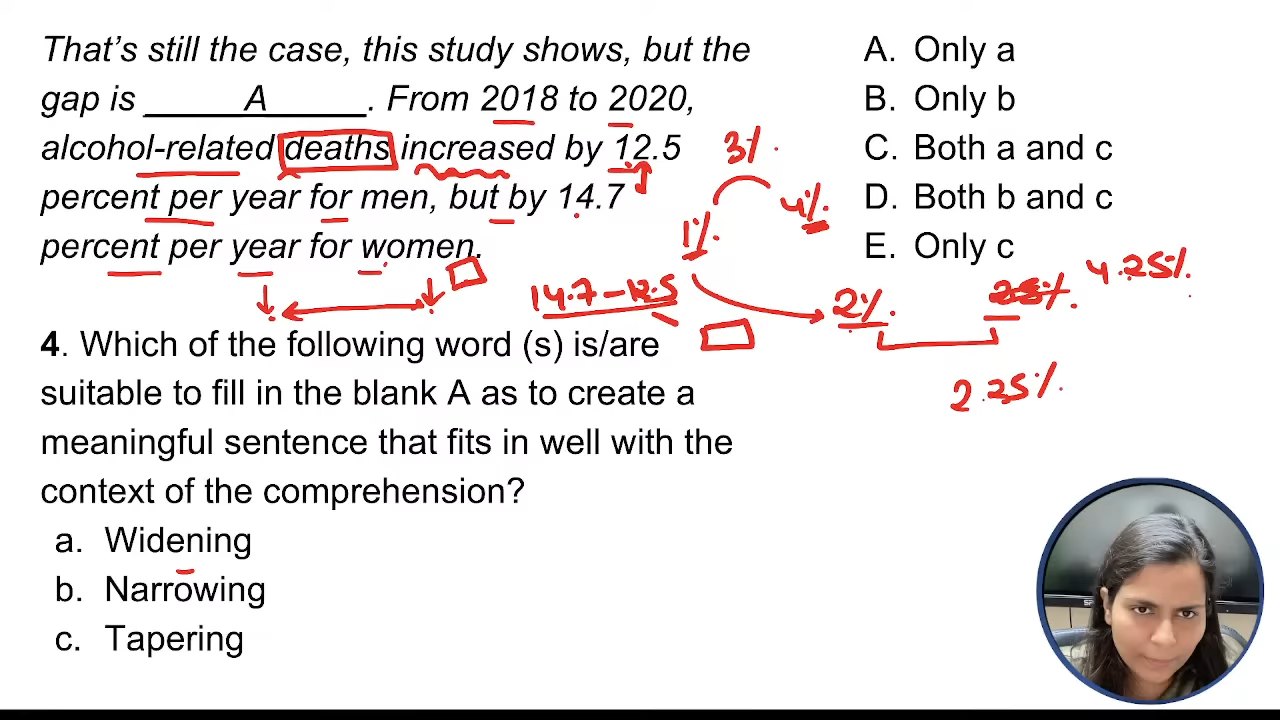 That's still the case, this study shows, but the
gap is _____A_____. From 2018 to 2020,
alcohol-related deaths increased by 12.5
percent per year for men, but by 14.7
percent per year for women.
A. Only a
B. Only b
C. Both a and c
D. Both b and c
E. Only c
3%
1%
4%
14.7-12.5
2%
25%
4.25%
2.25%
4. Which of the following word (s) is/are
suitable to fill in the blank A as to create a
meaningful sentence that fits in well with the
context of the comprehension?
a. Widening
b. Narrowing
c. Tapering